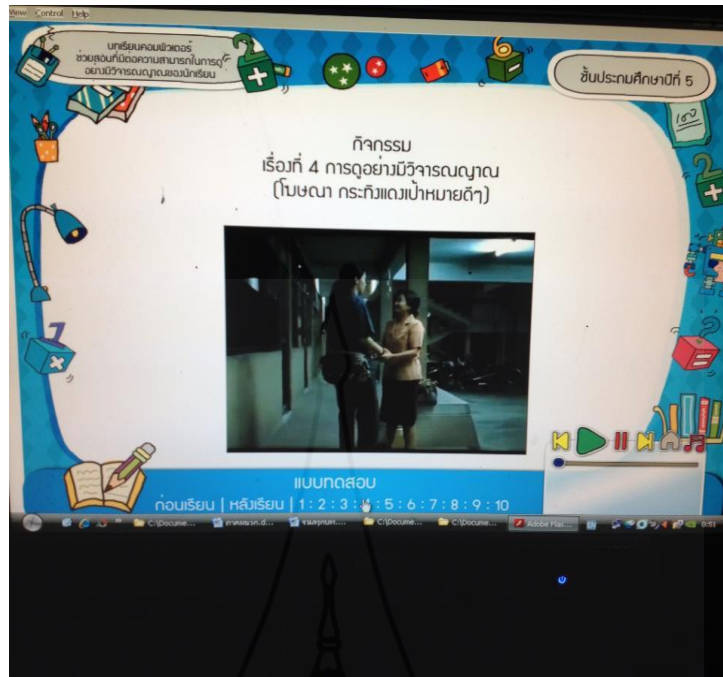 View Control Help
บทเรียนคอมพิวเตอร์
ช่วยสอนที่มีต่อความสามารถในการดู
อย่างมีวิจารณญาณของนักเรียน
ชั้นประถมศึกษาปีที่ 5
กิจกรรม
เรื่องที่ 4 การดูอย่างมีวิจารณญาณ
(โฆษณา กระทิงแดงเป้าหมายดีๆ)
100
แบบทดสอบ
ก่อนเรียน | หลังเรียน | 1 : 2 : 3 : 4 : 5 : 6 : 7 : 8 : 9 : 10
C:\Docume...
C:\Docume...
C:\Docume...
Adobe Flas...
EN
9:51